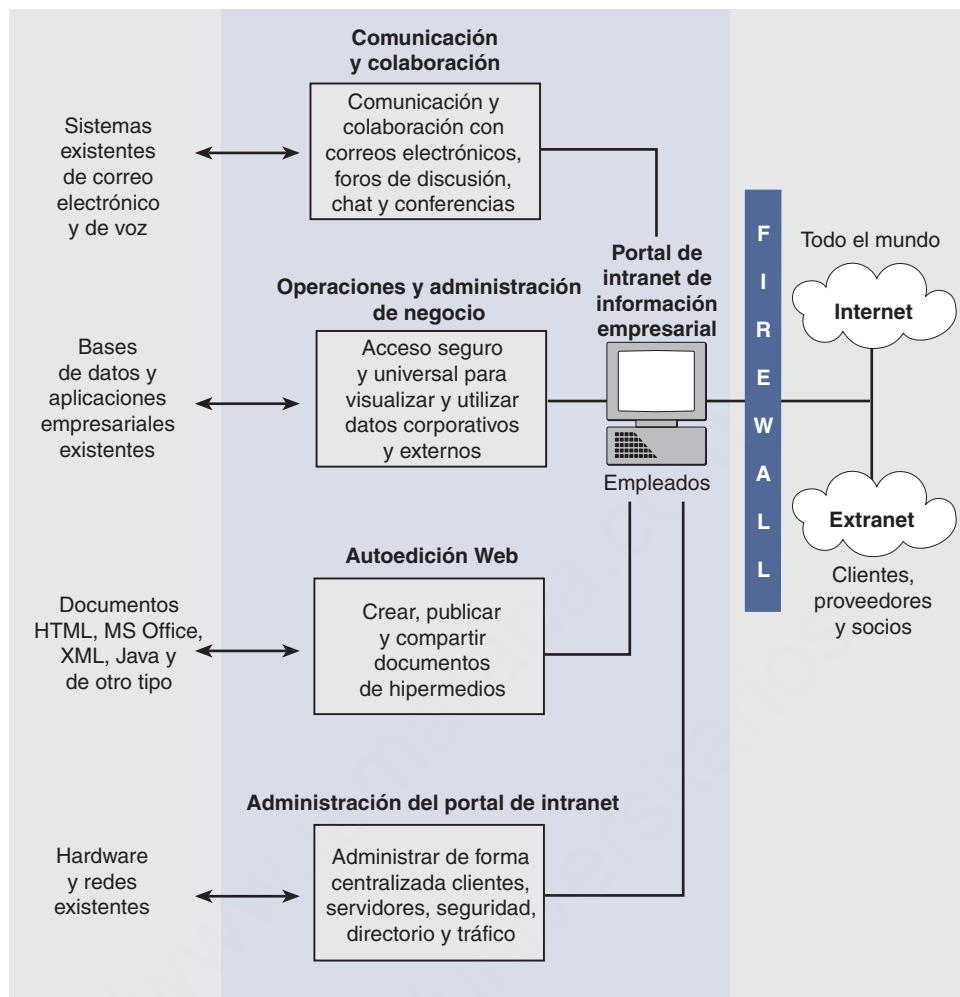 Comunicación
y colaboración
Sistemas
existentes
de correo
electrónico
y de voz
Comunicación y
colaboración con
correos electrónicos,
foros de discusión,
chat y conferencias
Operaciones y administración
de negocio
Bases
de datos y
aplicaciones
empresariales
existentes
Acceso seguro
y universal para
visualizar y utilizar
datos corporativos
y externos
Portal de
intranet de
información
empresarial
Empleados
F
I
R
E
W
A
L
L
Todo el mundo
Internet
Extranet
Clientes,
proveedores
y socios
Autoedición Web
Documentos
HTML, MS Office,
XML, Java y
de otro tipo
Crear, publicar
y compartir
documentos
de hipermedios
Administración del portal de intranet
Hardware
y redes
existentes
Administrar de forma
centralizada clientes,
servidores, seguridad,
directorio y tráfico